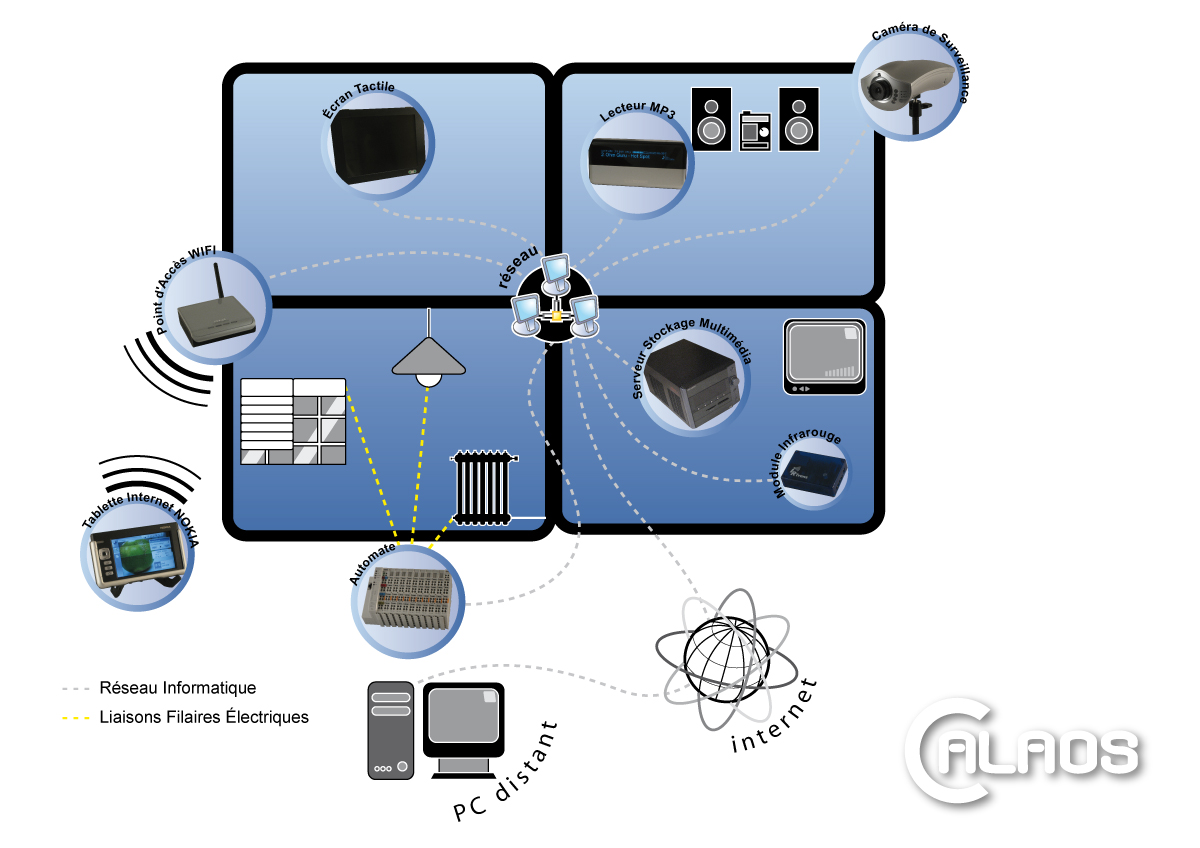 Caméra de Surveillance
Écran Tactile
Lecteur MP3
Point d'Accès WIFI
réseau
Serveur Stockage Multimédia
Module Infrarouge
Tablette Internet NOKIA
Automate
Réseau Informatique
Liaisons Filaires Électriques
PC distant
internet
CALAOS